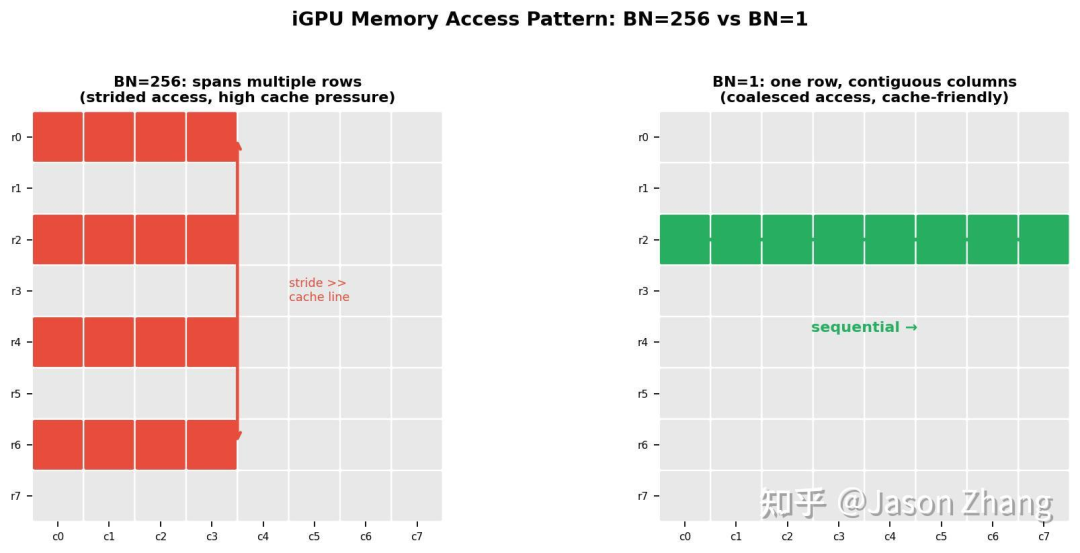 iGPU Memory Access Pattern: BN=256 vs BN=1
BN=256: spans multiple rows
(strided access, high cache pressure)
r0
r1
r2
r3
r4
r5
r6
r7
stride >>
cache line
c0 c1 c2 c3 c4 c5 c6 c7
BN=1: one row, contiguous columns
(coalesced access, cache-friendly)
r0
r1
r2
r3
r4
r5
r6
r7
sequential →
c0 c1 c2 c3 c4 c5 c6 c7
知乎 @Jason Zhang